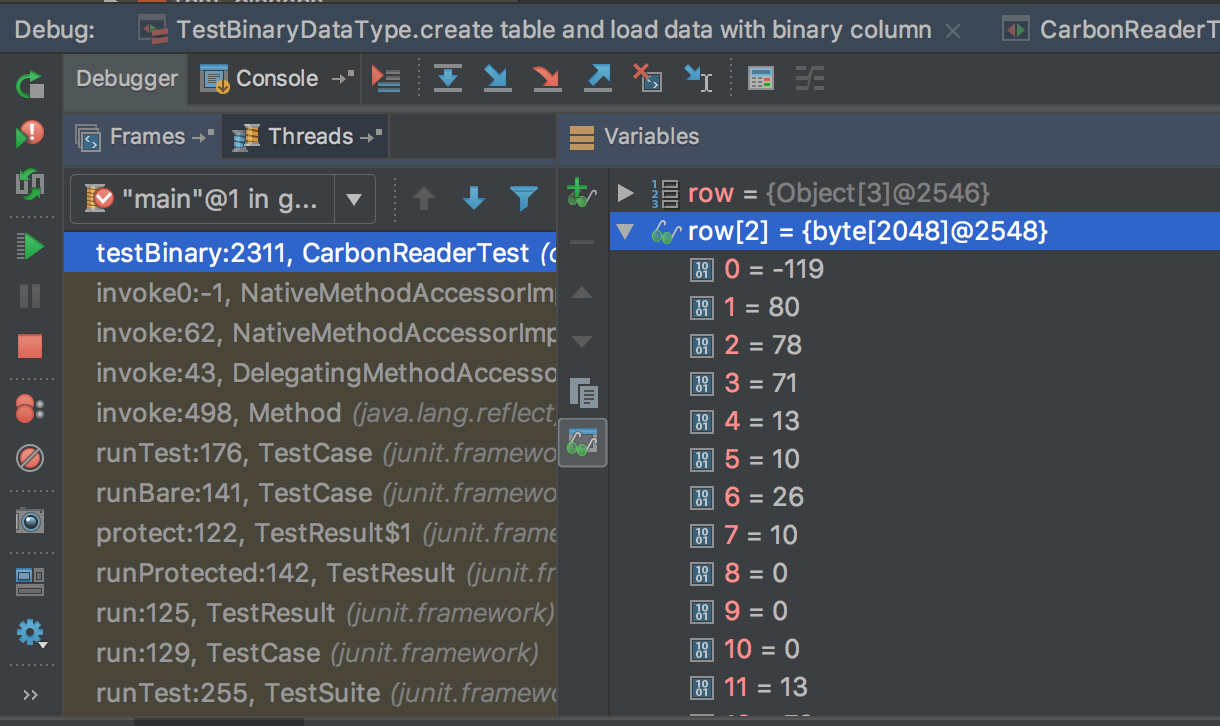 Debug: TestBinaryDataType.create table and load data with binary column CarbonReaderT
Debugger Console
Frames Threads Variables
"main"@1 in g...
row = {Object[3]@2546}
row[2] = {byte[2048]@2548}
0 = -119
1 = 80
2 = 78
3 = 71
4 = 13
5 = 10
6 = 26
7 = 10
8 = 0
9 = 0
10 = 0
11 = 13
testBinary:2311, CarbonReaderTest (
invoke0:-1, NativeMethodAccessorImp
invoke:62, NativeMethodAccessorImp
invoke:43, DelegatingMethodAccesso
invoke:498, Method (java.lang.reflect
runTest:176, TestCase (junit.framewo
runBare:141, TestCase (junit.framewo
protect:122, TestResult$1 (junit.frame
runProtected:142, TestResult (junit.fr
run:125, TestResult (junit.framework)
run:129, TestCase (junit.framework)
runTest:255, TestSuite (junit.framewo